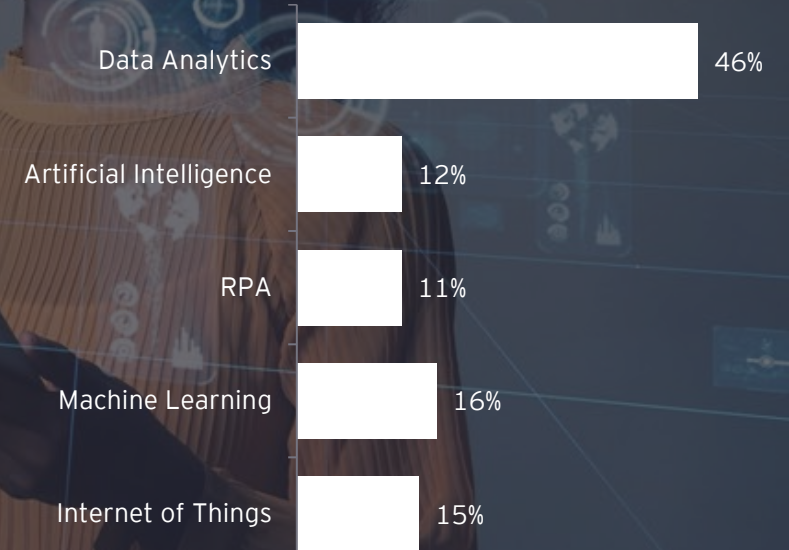 Data Analytics 46%
Artificial Intelligence 12%
RPA 11%
Machine Learning 16%
Internet of Things 15%